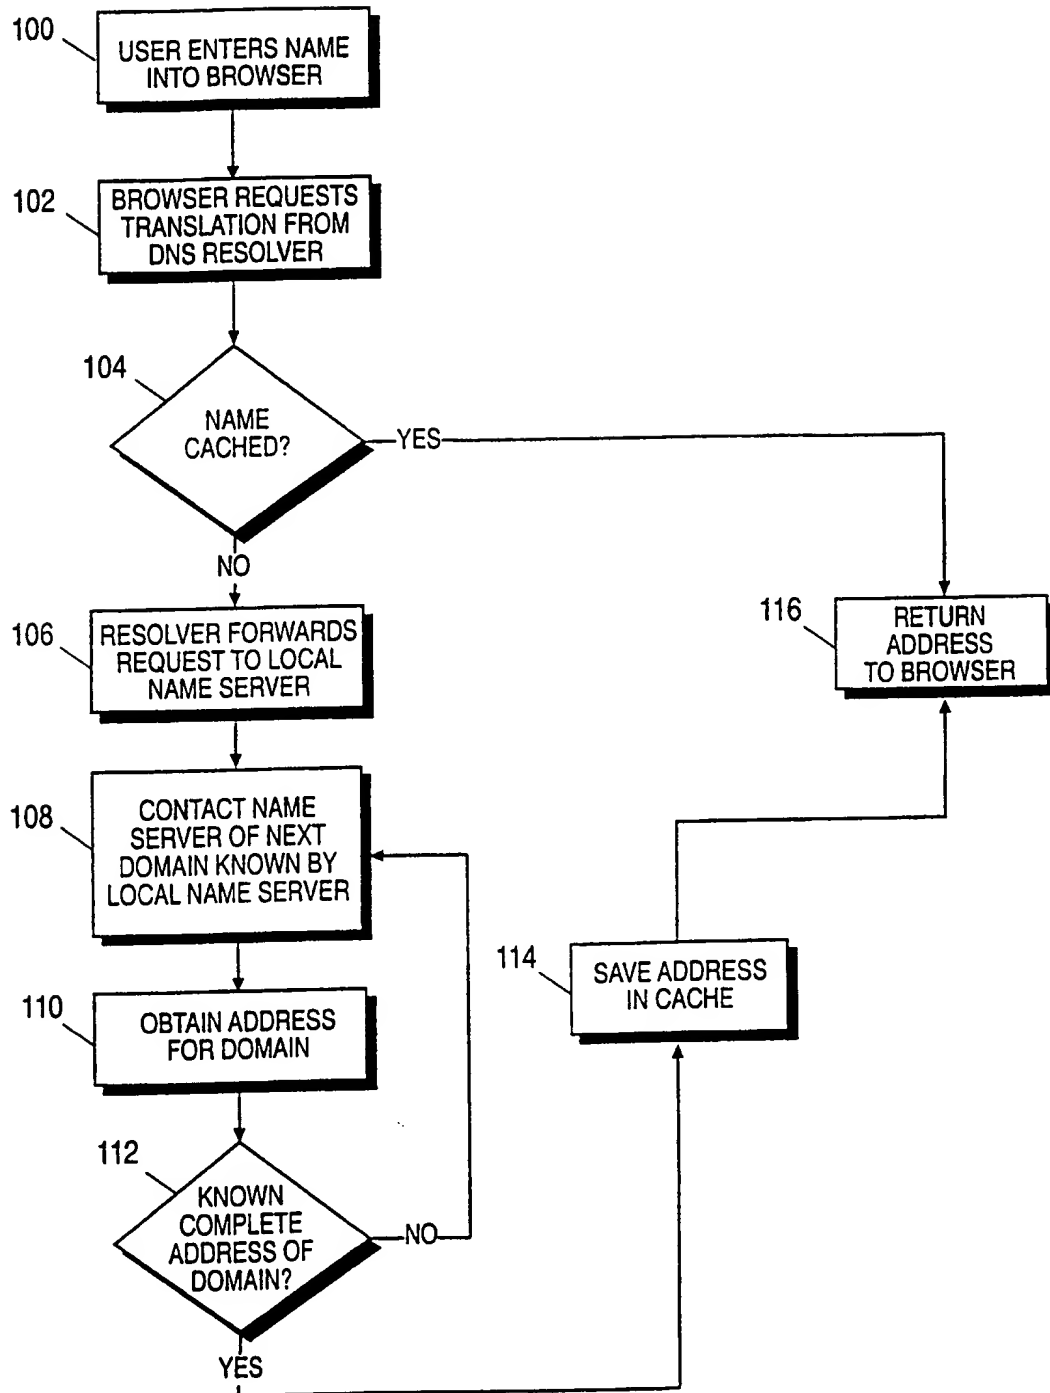 100
USER ENTERS NAME
INTO BROWSER
102
BROWSER REQUESTS
TRANSLATION FROM
DNS RESOLVER
104
NAME
CACHED?
YES
NO
106
RESOLVER FORWARDS
REQUEST TO LOCAL
NAME SERVER
116
RETURN
ADDRESS
TO BROWSER
108
CONTACT NAME
SERVER OF NEXT
DOMAIN KNOWN BY
LOCAL NAME SERVER
110
OBTAIN ADDRESS
FOR DOMAIN
114
SAVE ADDRESS
IN CACHE
112
KNOWN
COMPLETE
ADDRESS OF
DOMAIN?
NO
YES